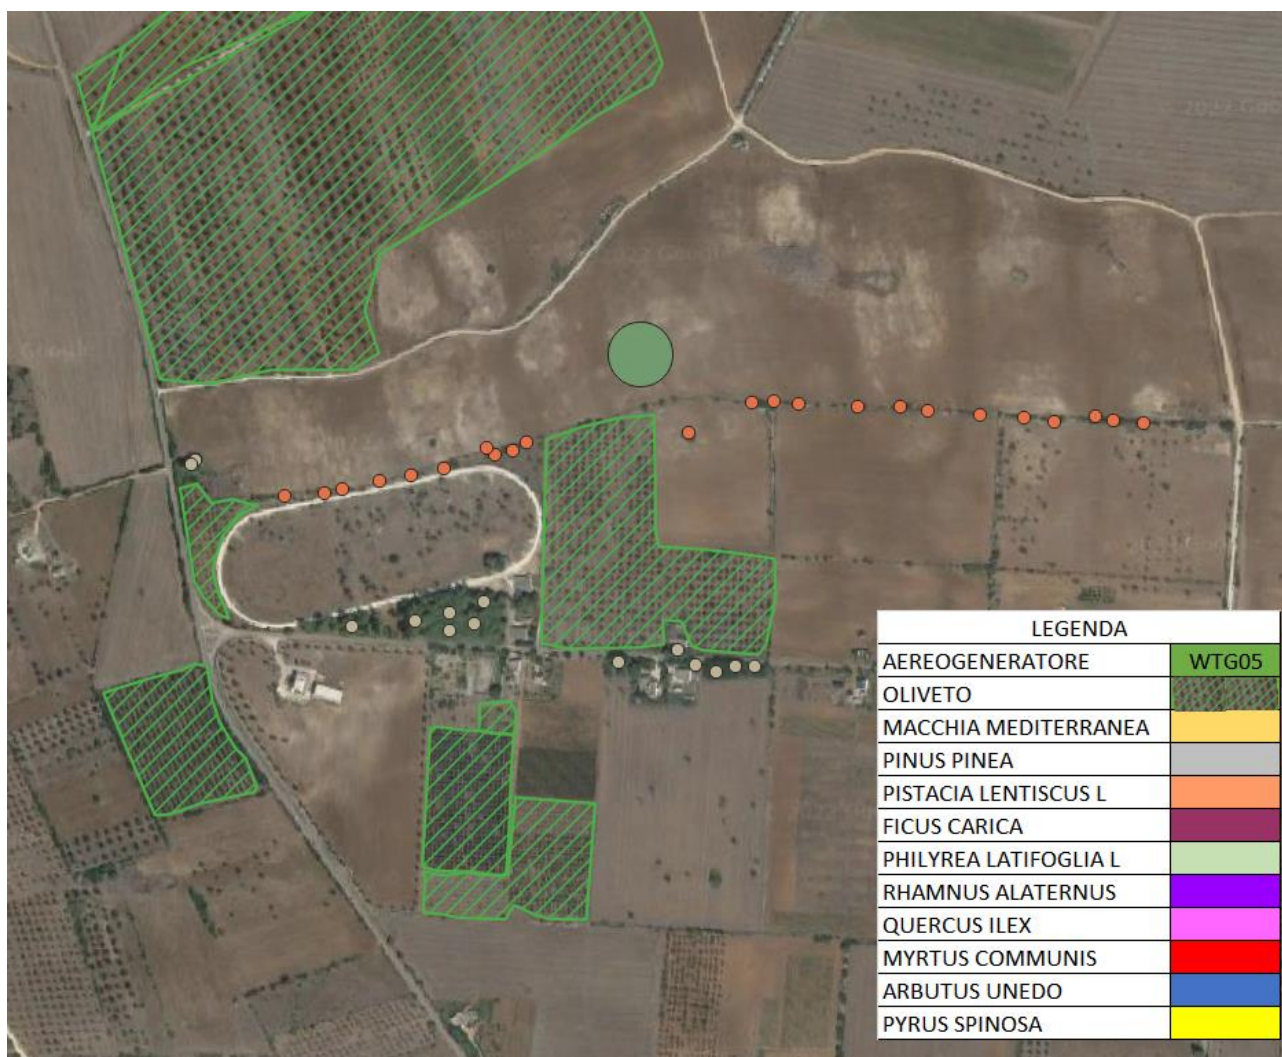 LEGENDA
AEREOGENERATORE WTG05
OLIVETO
MACCHIA MEDITERRANEA
PINUS PINEA
PISTACIA LENTISCUS L
FICUS CARICA
PHILYREA LATIFOGLIA L
RHAMNUS ALATERNUS
QUERCUS ILEX
MYRTUS COMMUNIS
ARBUTUS UNEDO
PYRUS SPINOSA